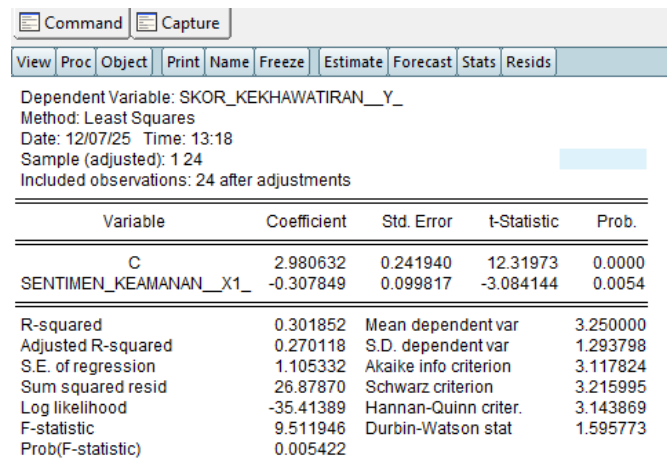 Command Capture
View Proc Object Print Name Freeze Estimate Forecast Stats Resids
Dependent Variable: SKOR_KEKHAWATIRAN__Y_
Method: Least Squares
Date: 12/07/25 Time: 13:18
Sample (adjusted): 1 24
Included observations: 24 after adjustments
Variable Coefficient Std. Error t-Statistic Prob.
C 2.980632 0.241940 12.31973 0.0000
SENTIMEN_KEAMANAN__X1_ -0.307849 0.099817 -3.084144 0.0054
R-squared 0.301852 Mean dependent var 3.250000
Adjusted R-squared 0.270118 S.D. dependent var 1.293798
S.E. of regression 1.105332 Akaike info criterion 3.117824
Sum squared resid 26.87870 Schwarz criterion 3.215995
Log likelihood -35.41389 Hannan-Quinn criter. 3.143869
F-statistic 9.511946 Durbin-Watson stat 1.595773
Prob(F-statistic) 0.005422